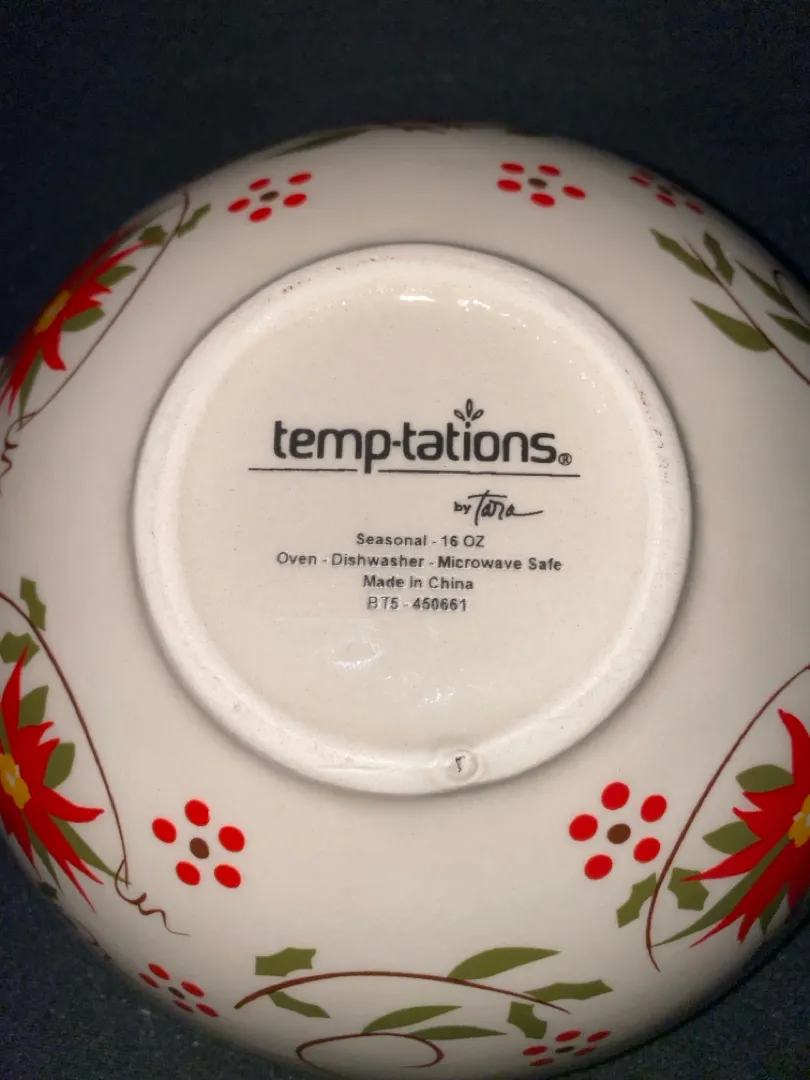 temp-tations®
by Tara
Seasonal - 16 OZ
Oven - Dishwasher - Microwave Safe
Made in China
BT5 - 450661